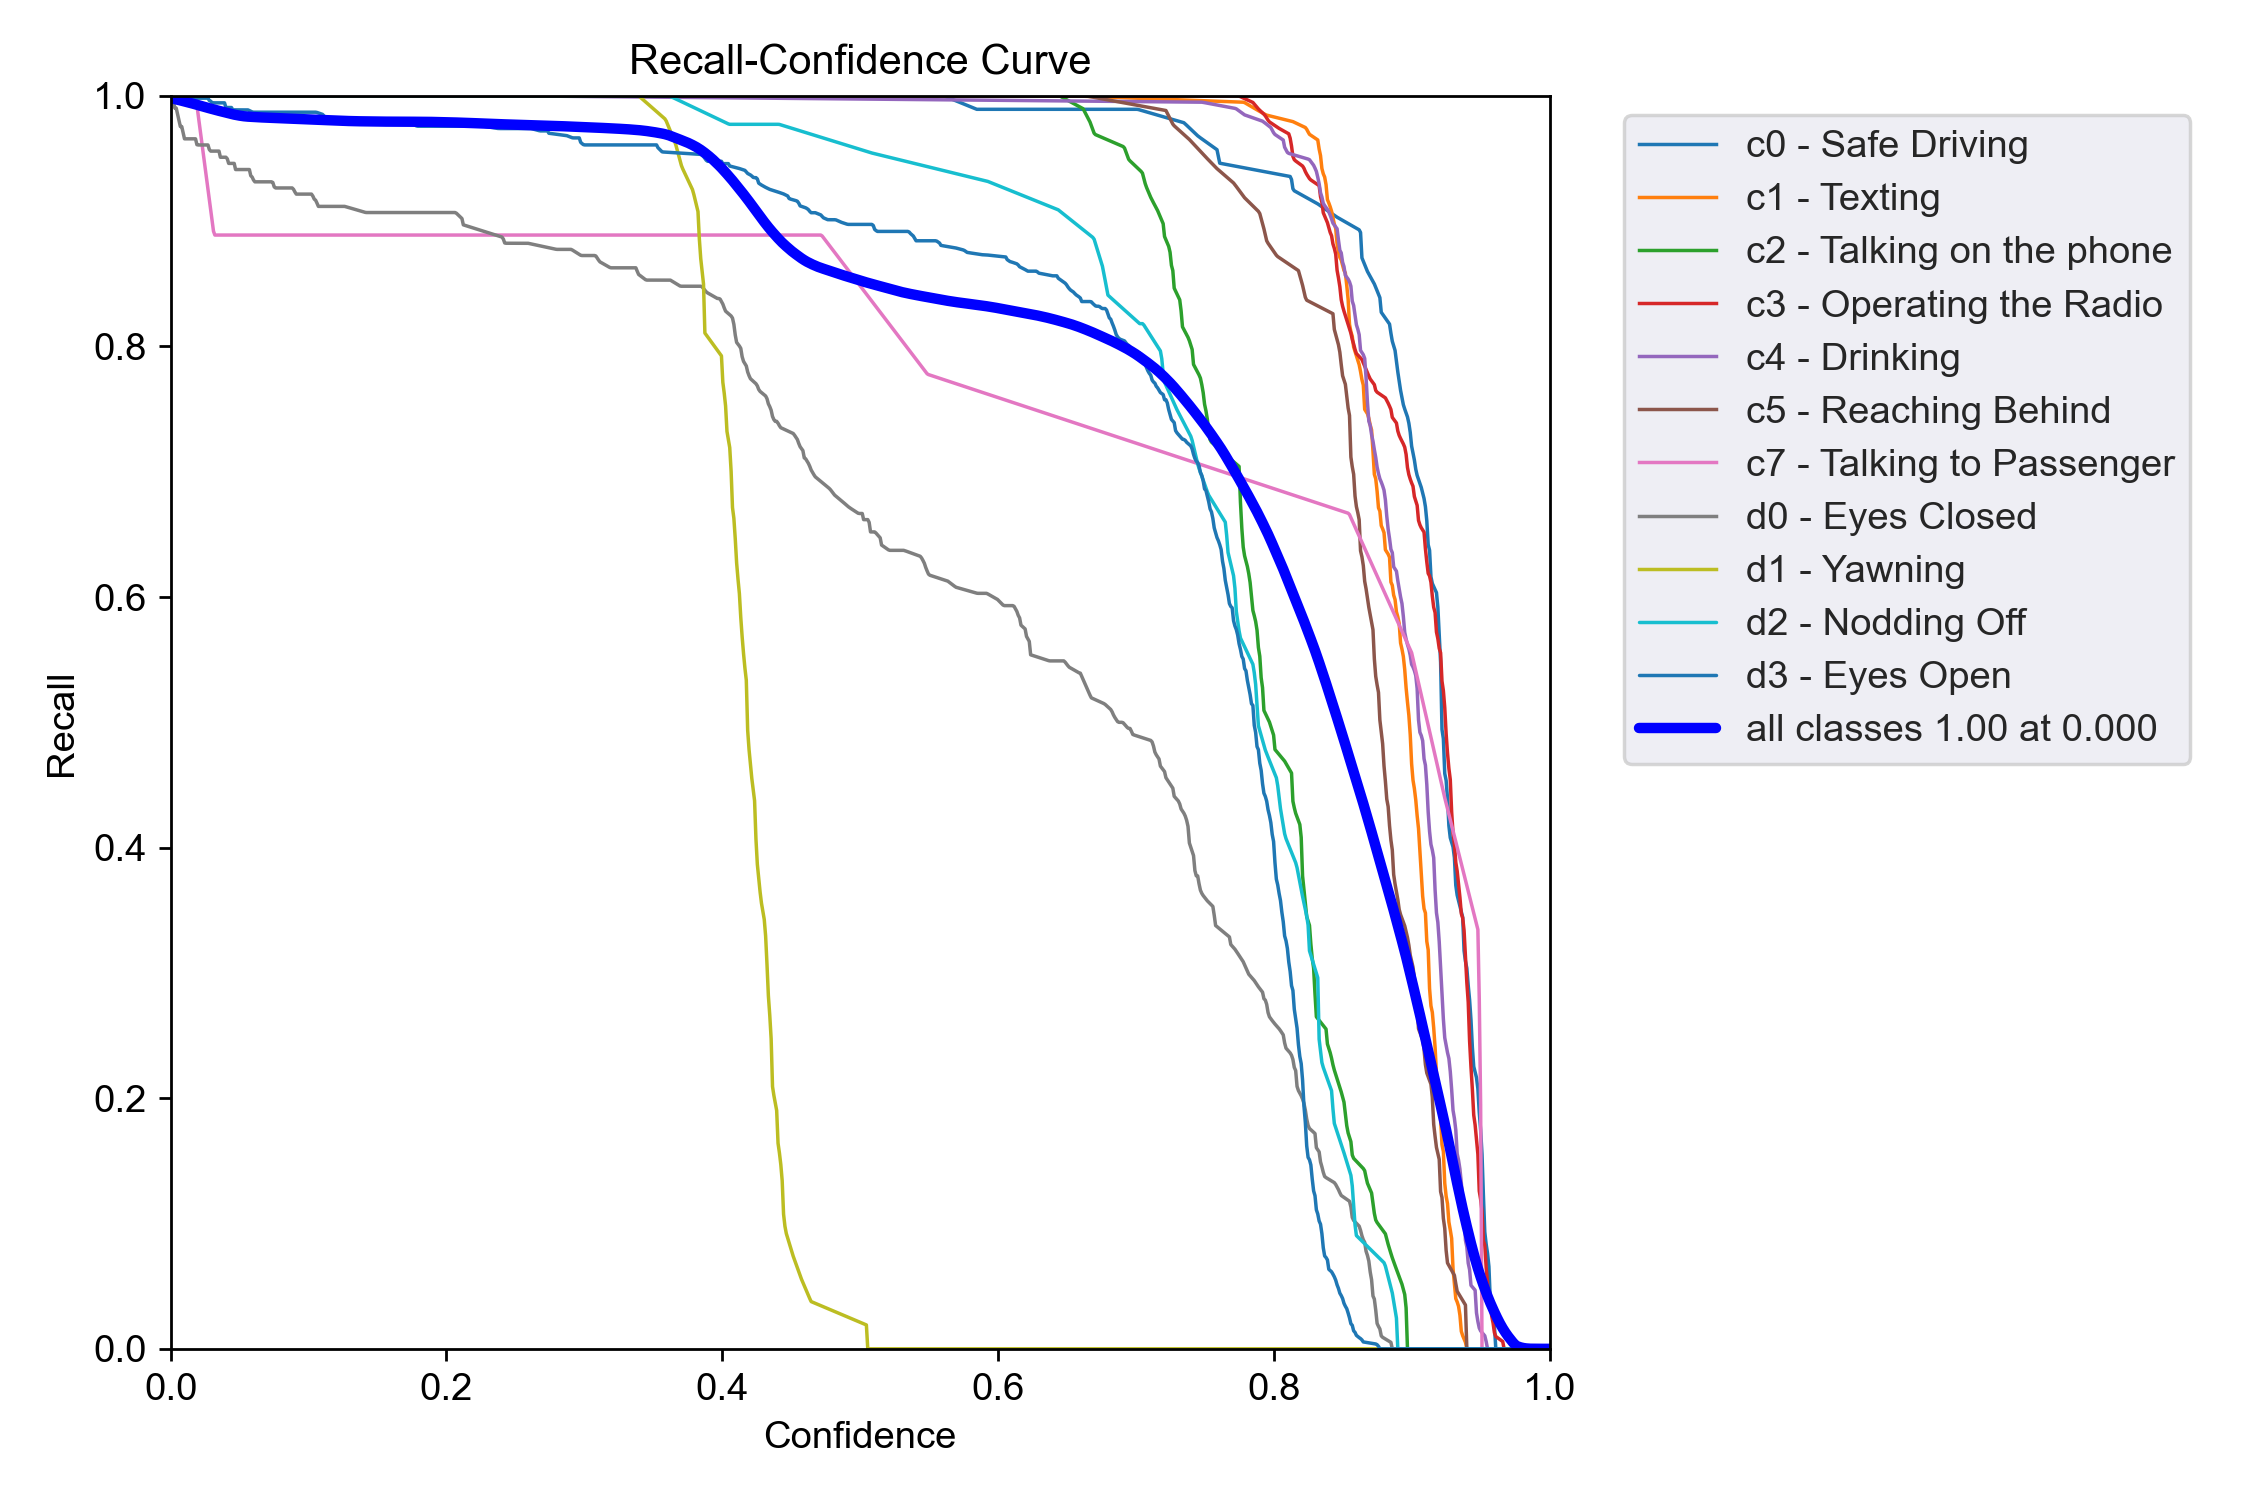 Recall-Confidence Curve
1.0
0.8
0.6
0.4
0.2
0.0
Recall
0.0 0.2 0.4 0.6 0.8 1.0
Confidence
c0 - Safe Driving
c1 - Texting
c2 - Talking on the phone
c3 - Operating the Radio
c4 - Drinking
c5 - Reaching Behind
c7 - Talking to Passenger
d0 - Eyes Closed
d1 - Yawning
d2 - Nodding Off
d3 - Eyes Open
all classes 1.00 at 0.000